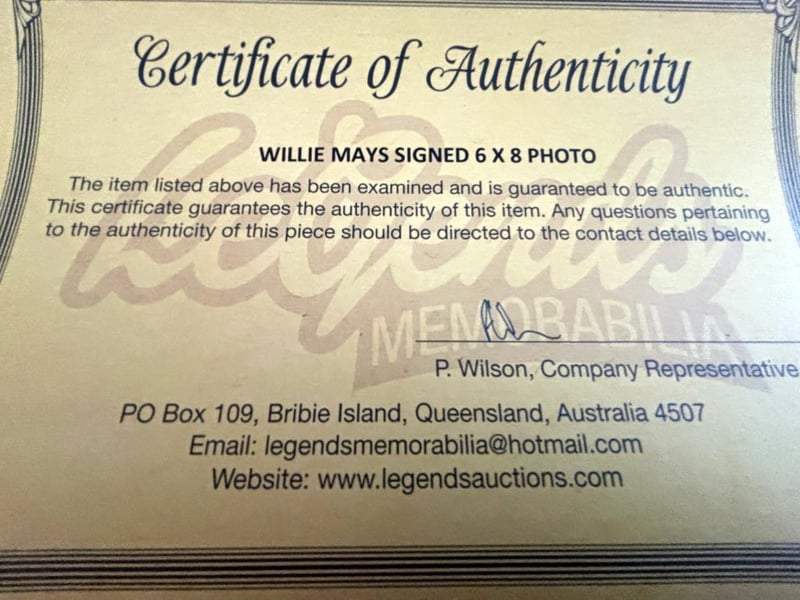 Certificate of Authenticity
WILLIE MAYS SIGNED 6 X 8 PHOTO
The item listed above has been examined and is guaranteed to be authentic.
This certificate guarantees the authenticity of this item. Any questions pertaining
to the authenticity of this piece should be directed to the contact details below.
Legends
MEMORABILIA
P. Wilson, Company Representative
PO Box 109, Bribie Island, Queensland, Australia 4507
Email: legendsmemorabilia@hotmail.com
Website: www.legendsauctions.com